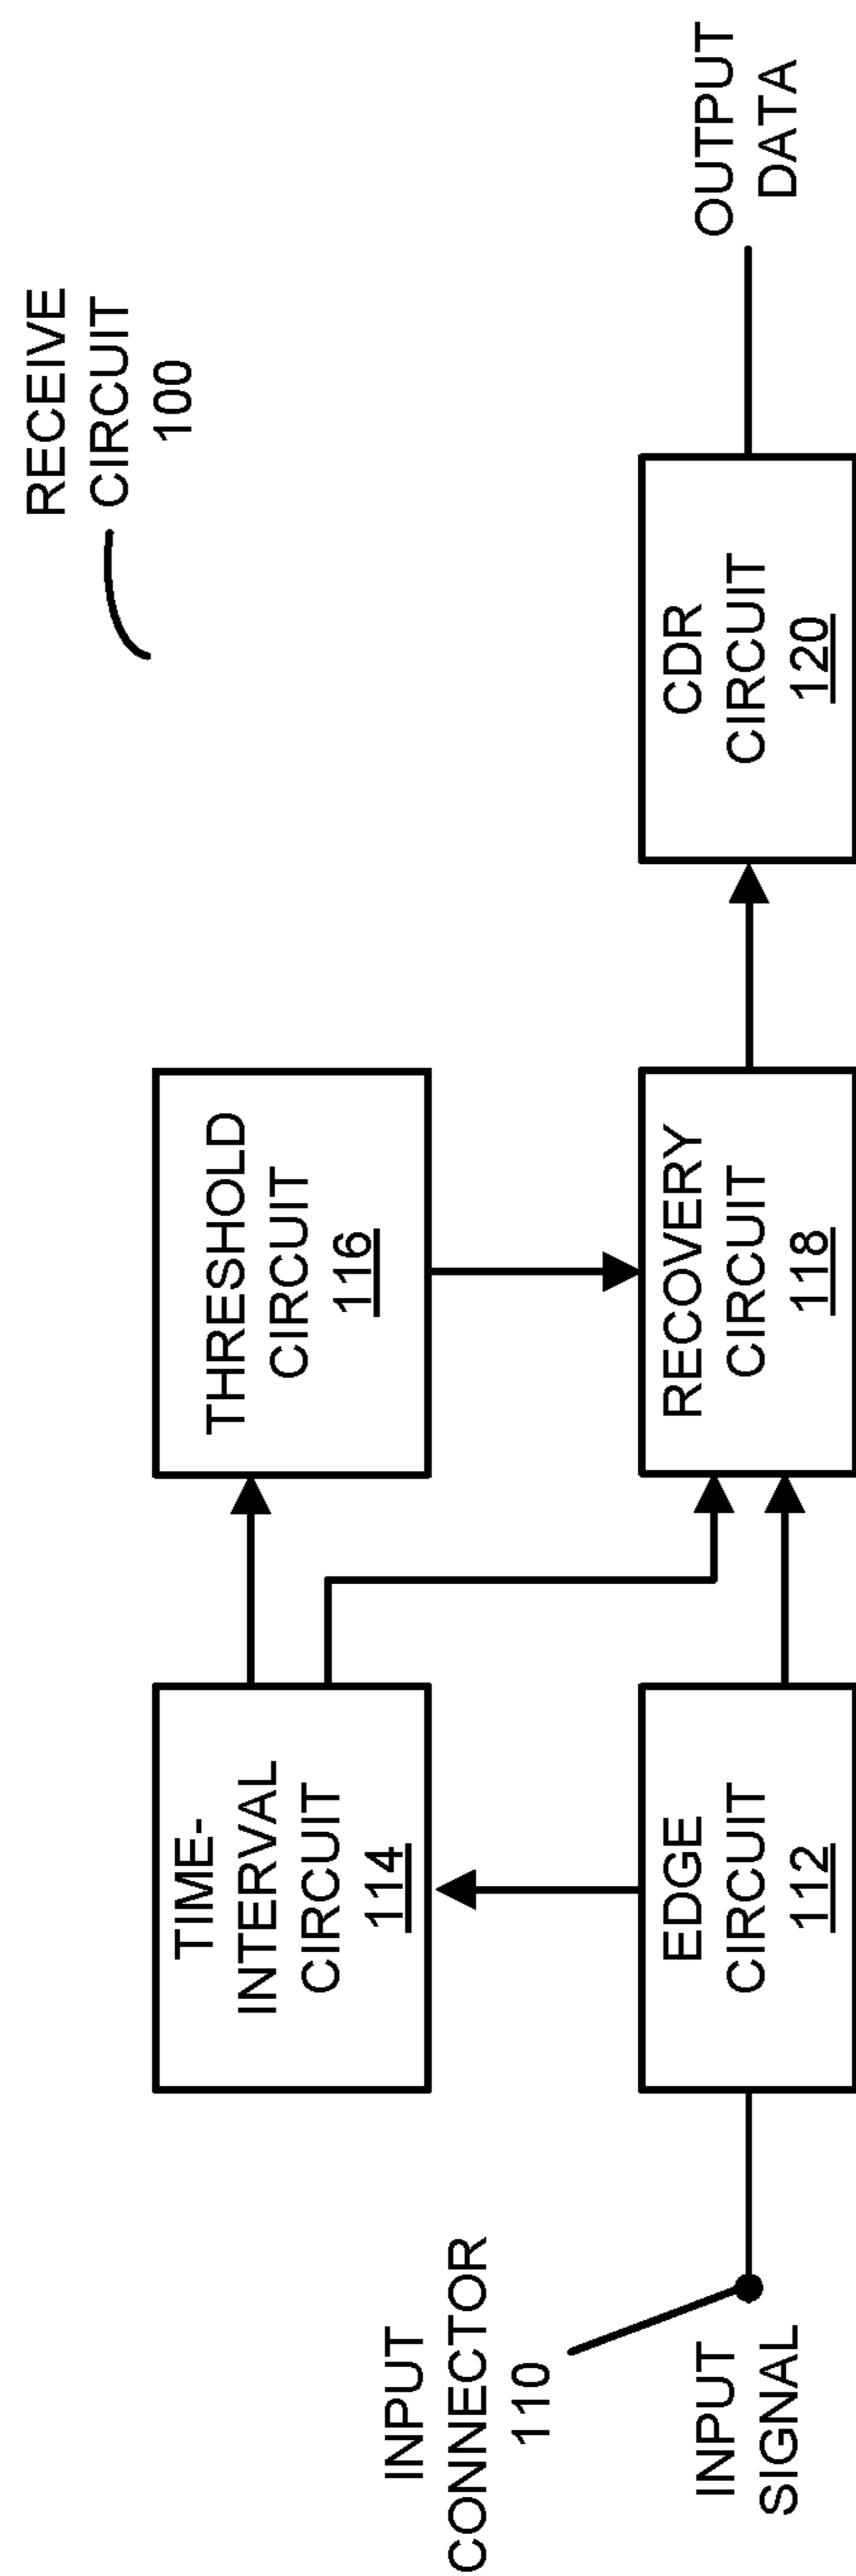 RECEIVE
CIRCUIT
100
TIME-
INTERVAL
CIRCUIT
114
THRESHOLD
CIRCUIT
116
INPUT
CONNECTOR
110
INPUT
SIGNAL
EDGE
CIRCUIT
112
RECOVERY
CIRCUIT
118
CDR
CIRCUIT
120
OUTPUT
DATA